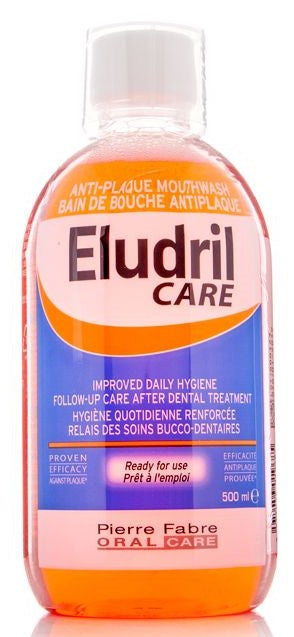 ANTI-PLAQUE MOUTHWASH
BAIN DE BOUCHE ANTIPLAQUE
Eludril
CARE
IMPROVED DAILY HYGIENE
FOLLOW-UP CARE AFTER DENTAL TREATMENT
HYGIÈNE QUOTIDIENNE RENFORCÉE
RELAIS DES SOINS BUCCO-DENTAIRES
PROVEN
EFFICACY
AGAINST PLAQUE*
Ready for use
Prêt à l'emploi
EFFICACITÉ
ANTIPLAQUE
PROUVÉE*
500 ml ℮
Pierre Fabre
ORAL CARE